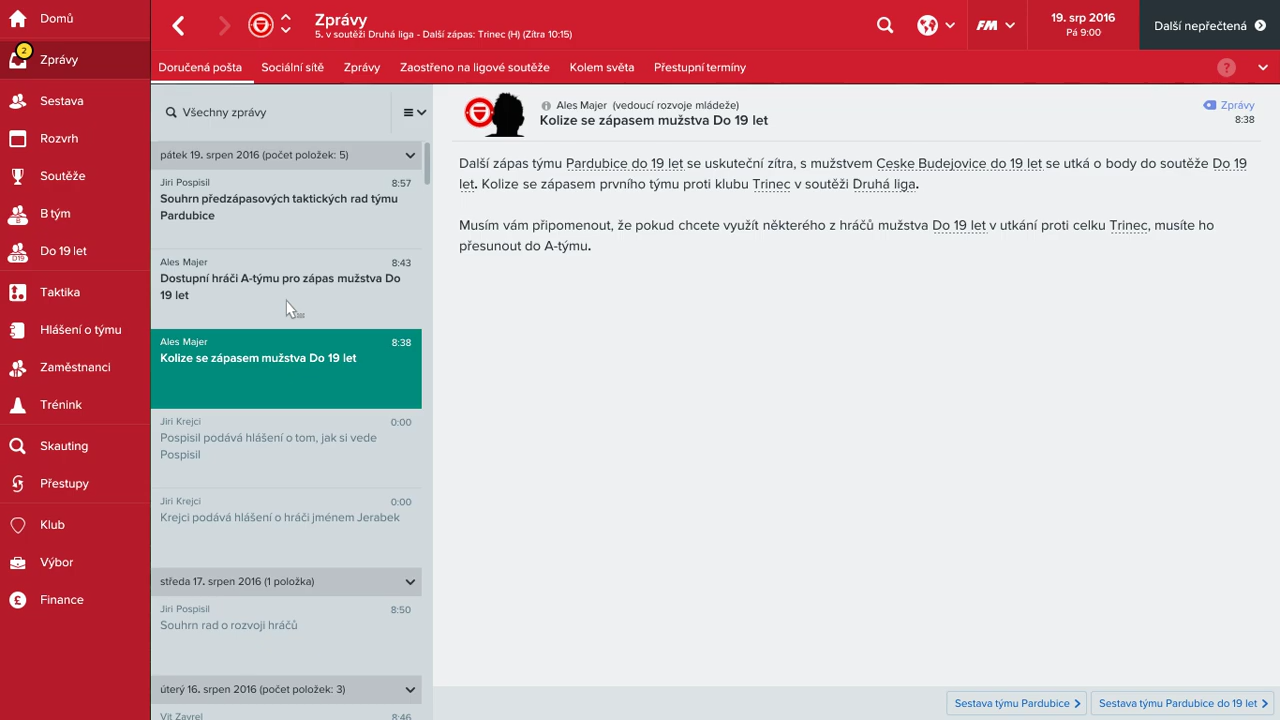 Domů
2
Zprávy
Sestava
Rozvrh
Soutěže
B tým
Do 19 let
Taktika
Hlášení o týmu
Zaměstnanci
Trénink
Skauting
Přestupy
Klub
Výbor
Finance
Zprávy
5. v soutěži Druhá liga - Další zápas: Trinec (H) (Zítra 10:15)
FM
19. srp 2016
Pá 9:00
Další nepřečtená
Doručená pošta
Sociální sítě
Zprávy
Zaostřeno na ligové soutěže
Kolem světa
Přestupní termíny
?
Všechny zprávy
pátek 19. srpen 2016 (počet položek: 5)
Jiri Pospisil 8:57
Souhrn předzápasových taktických rad týmu
Pardubice
Ales Majer 8:43
Dostupní hráči A-týmu pro zápas mužstva Do
19 let
Ales Majer 8:38
Kolize se zápasem mužstva Do 19 let
Jiri Krejci 0:00
Pospisil podává hlášení o tom, jak si vede
Pospisil
Jiri Krejci 0:00
Krejci podává hlášení o hráči jménem Jerabek
středa 17. srpen 2016 (1 položka)
Jiri Pospisil 8:50
Souhrn rad o rozvoji hráčů
úterý 16. srpen 2016 (počet položek: 3)
Vit Zavrel 8:46
Ales Majer (vedoucí rozvoje mládeže)
Kolize se zápasem mužstva Do 19 let
Zprávy
8:38
Další zápas týmu Pardubice do 19 let se uskuteční zítra, s mužstvem Ceske Budejovice do 19 let se utká o body do soutěže Do 19
let. Kolize se zápasem prvního týmu proti klubu Trinec v soutěži Druhá liga.
Musím vám připomenout, že pokud chcete využít některého z hráčů mužstva Do 19 let v utkání proti celku Trinec, musíte ho
přesunout do A-týmu.
Sestava týmu Pardubice
Sestava týmu Pardubice do 19 let